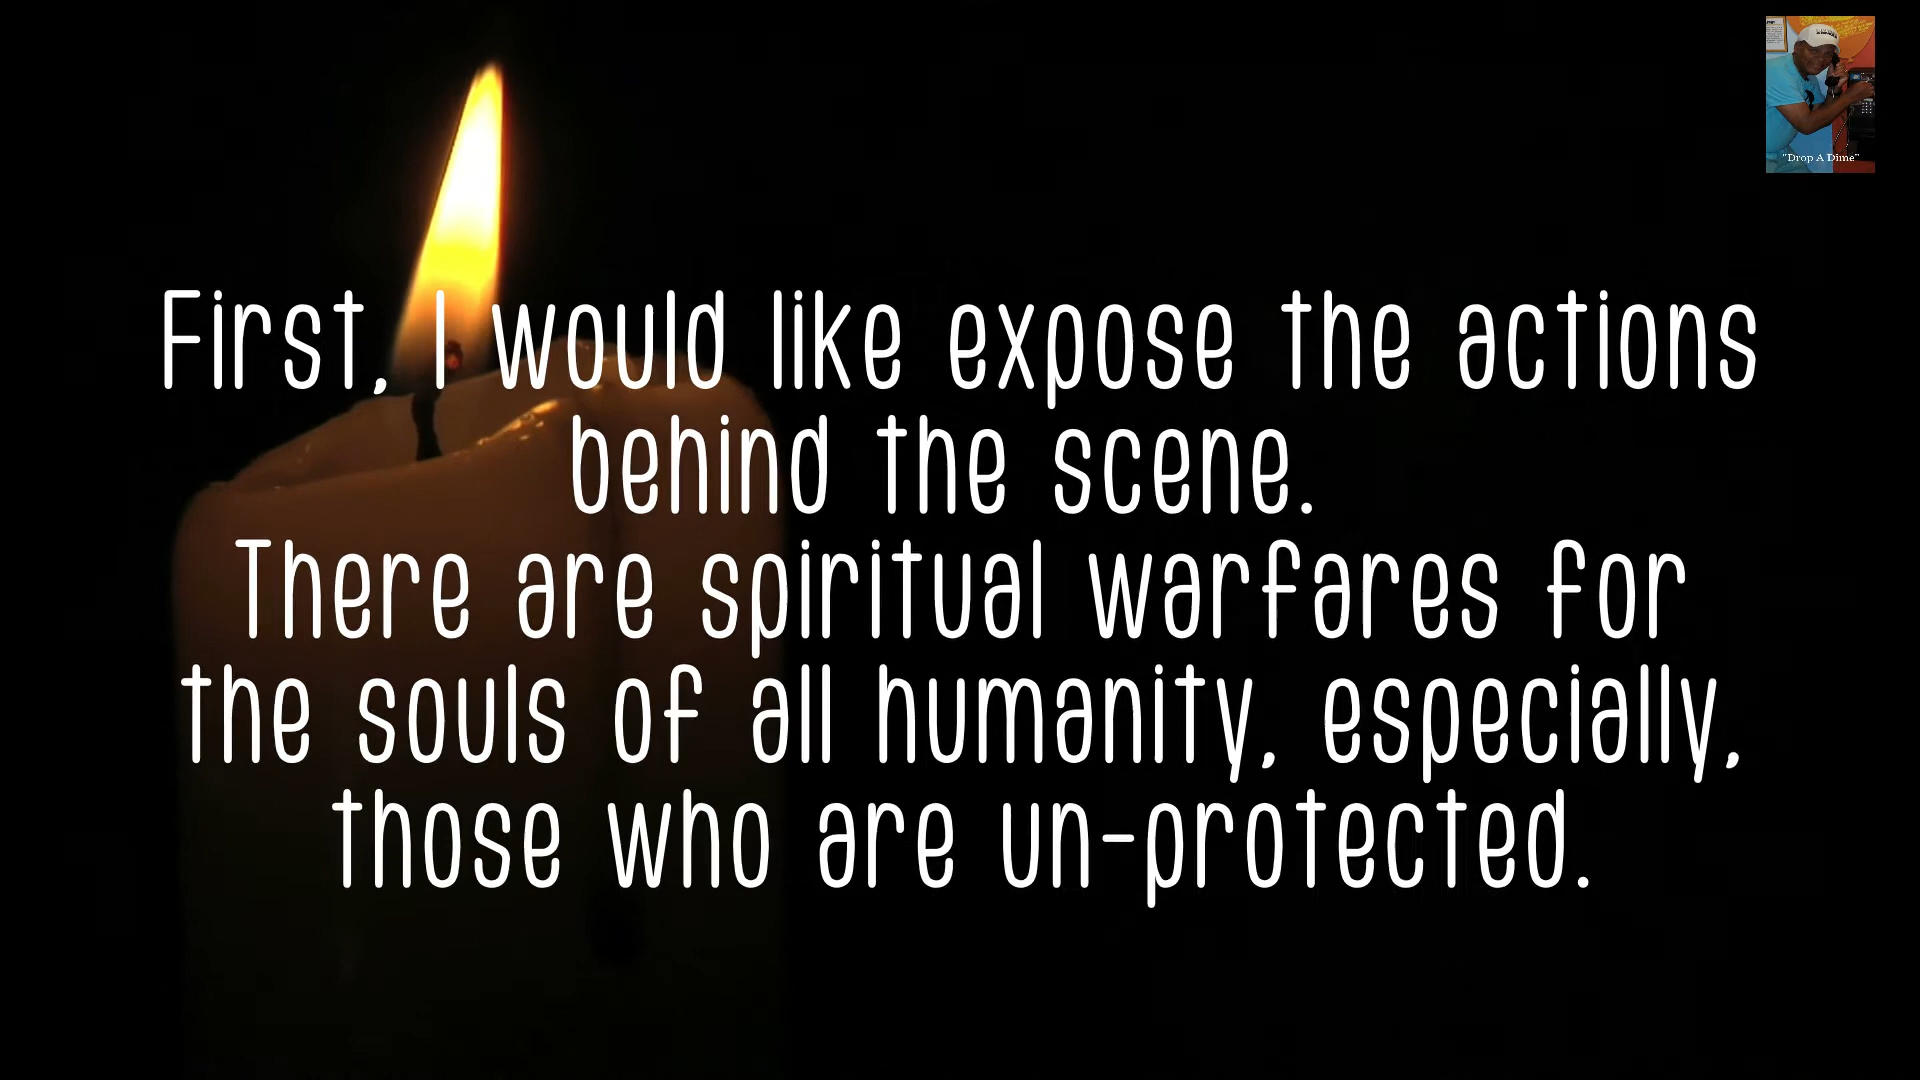 First, I would like expose the actions
behind the scene.
There are spiritual warfares for
the souls of all humanity, especially,
those who are un-protected.
"Drop A Dime"